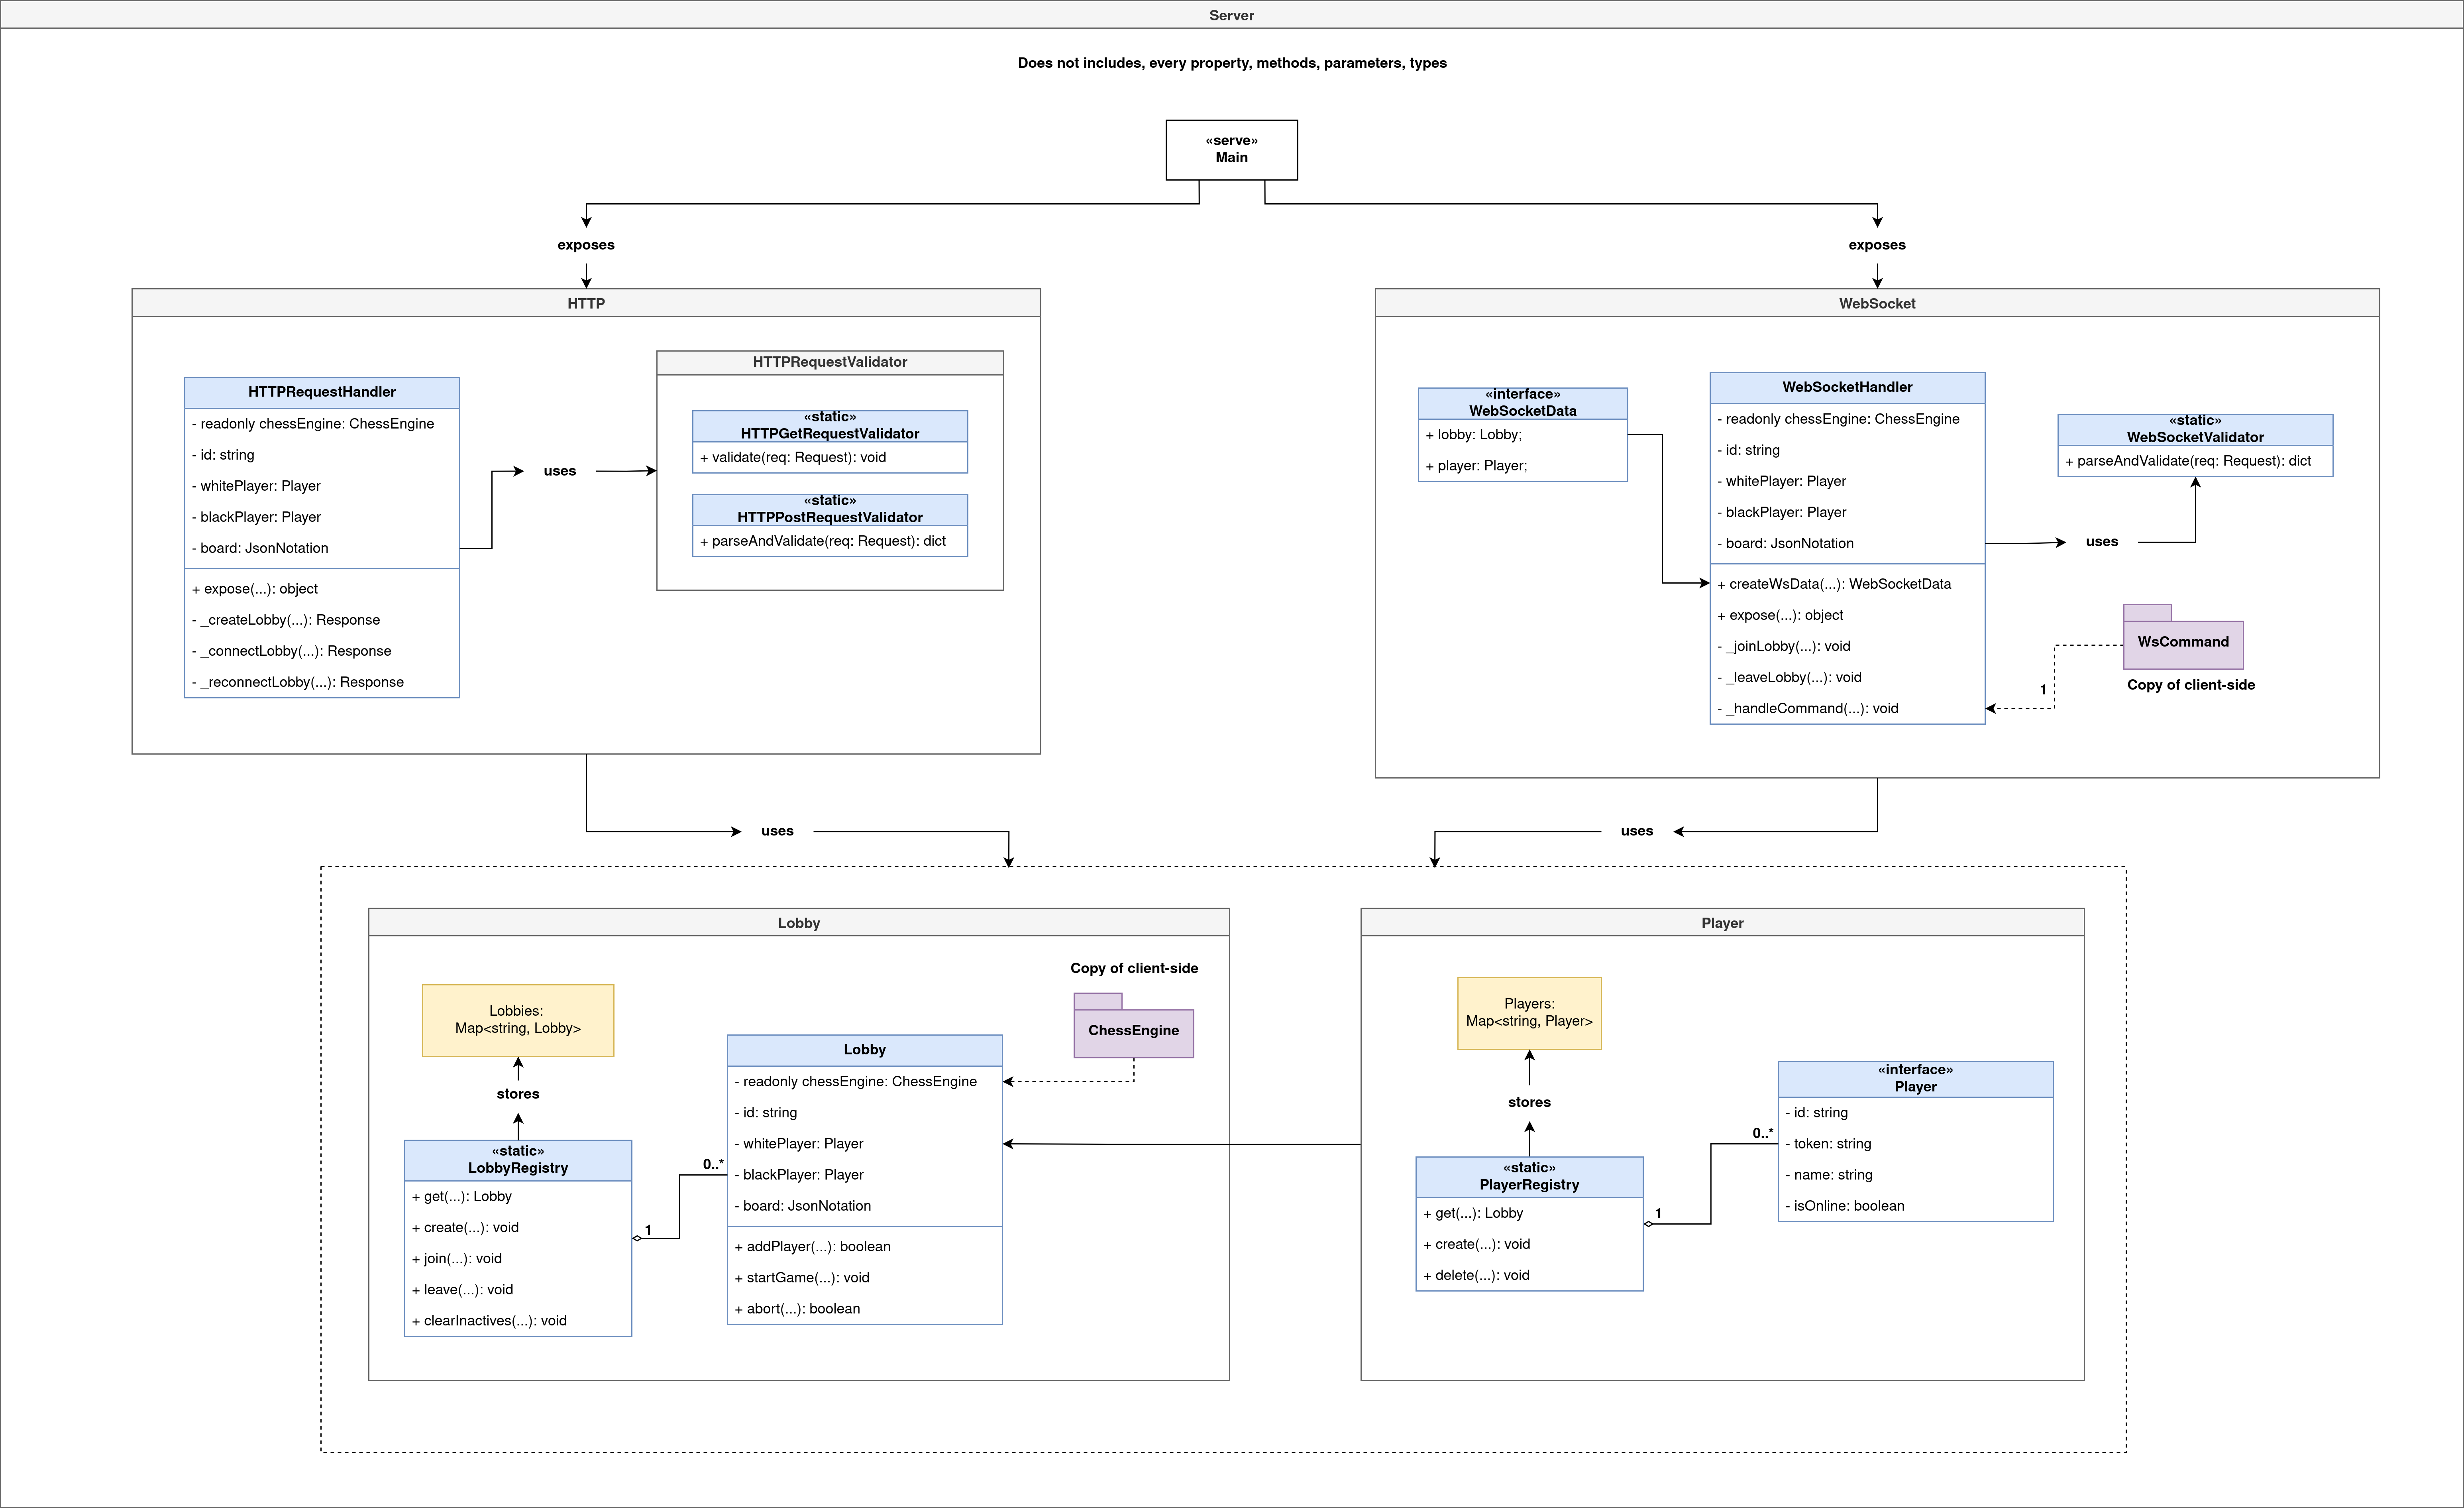 Server
Does not includes, every property, methods, parameters, types
«serve»
Main
exposes
exposes
HTTP
HTTPRequestHandler
- readonly chessEngine: ChessEngine
- id: string
- whitePlayer: Player
- blackPlayer: Player
- board: JsonNotation
+ expose(...): object
- _createLobby(...): Response
- _connectLobby(...): Response
- _reconnectLobby(...): Response
uses
HTTPRequestValidator
«static»
HTTPGetRequestValidator
+ validate(req: Request): void
«static»
HTTPPostRequestValidator
+ parseAndValidate(req: Request): dict
WebSocket
«interface»
WebSocketData
+ lobby: Lobby;
+ player: Player;
WebSocketHandler
- readonly chessEngine: ChessEngine
- id: string
- whitePlayer: Player
- blackPlayer: Player
- board: JsonNotation
+ createWsData(...): WebSocketData
+ expose(...): object
- _joinLobby(...): void
- _leaveLobby(...): void
- _handleCommand(...): void
«static»
WebSocketValidator
+ parseAndValidate(req: Request): dict
uses
WsCommand
Copy of client-side
1
uses
uses
Lobby
Lobbies:
Map<string, Lobby>
stores
«static»
LobbyRegistry
+ get(...): Lobby
+ create(...): void
+ join(...): void
+ leave(...): void
+ clearInactives(...): void
1
0..*
Lobby
- readonly chessEngine: ChessEngine
- id: string
- whitePlayer: Player
- blackPlayer: Player
- board: JsonNotation
+ addPlayer(...): boolean
+ startGame(...): void
+ abort(...): boolean
Copy of client-side
ChessEngine
Player
Players:
Map<string, Player>
stores
«static»
PlayerRegistry
+ get(...): Lobby
+ create(...): void
+ delete(...): void
1
0..*
«interface»
Player
- id: string
- token: string
- name: string
- isOnline: boolean